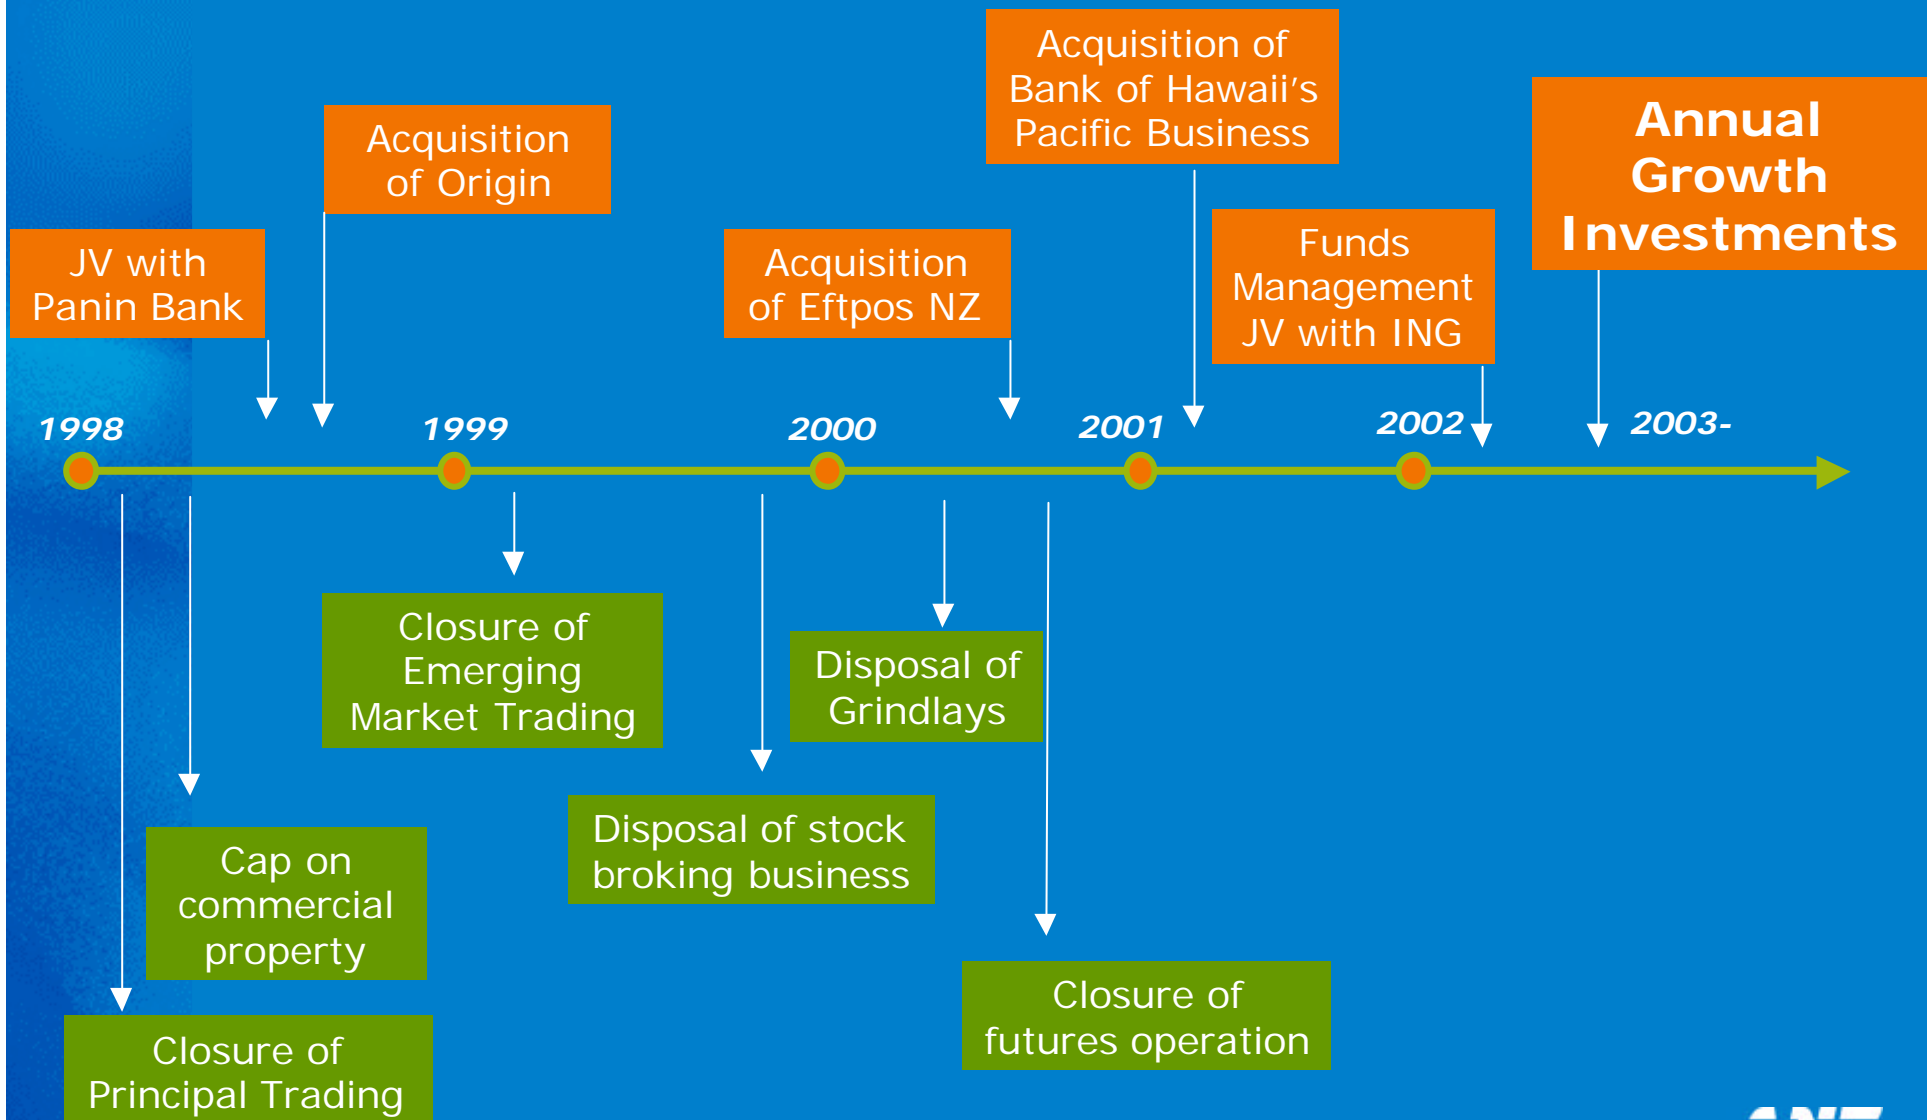 Acquisition of
Bank of Hawaii's
Pacific Business
Annual
Growth
Investments
Acquisition
of Origin
JV with
Panin Bank
Acquisition
of Eftpos NZ
Funds
Management
JV with ING
1998
1999
2000
2001
2002
2003-
Closure of
Emerging
Market Trading
Disposal of
Grindlays
Disposal of stock
broking business
Cap on
commercial
property
Closure of
futures operation
Closure of
Principal Trading